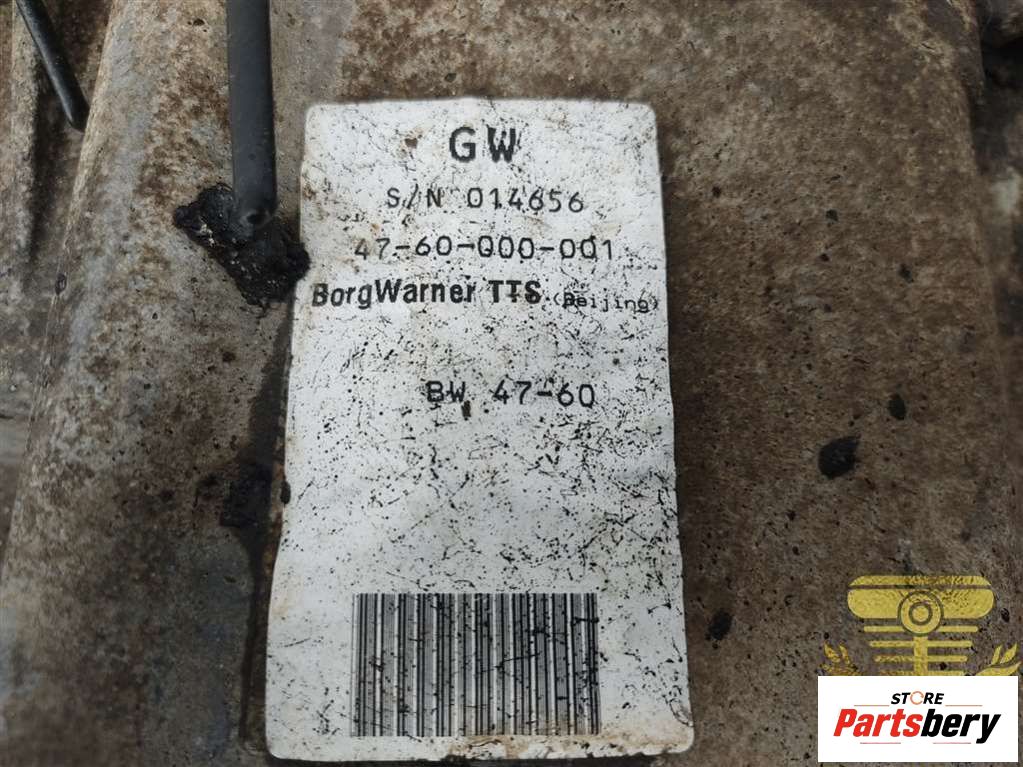 GW
S/N 014656
47-60-000-001
BorgWarner TTS.(Beijing)
BW 47-60
STORE
Partsbery